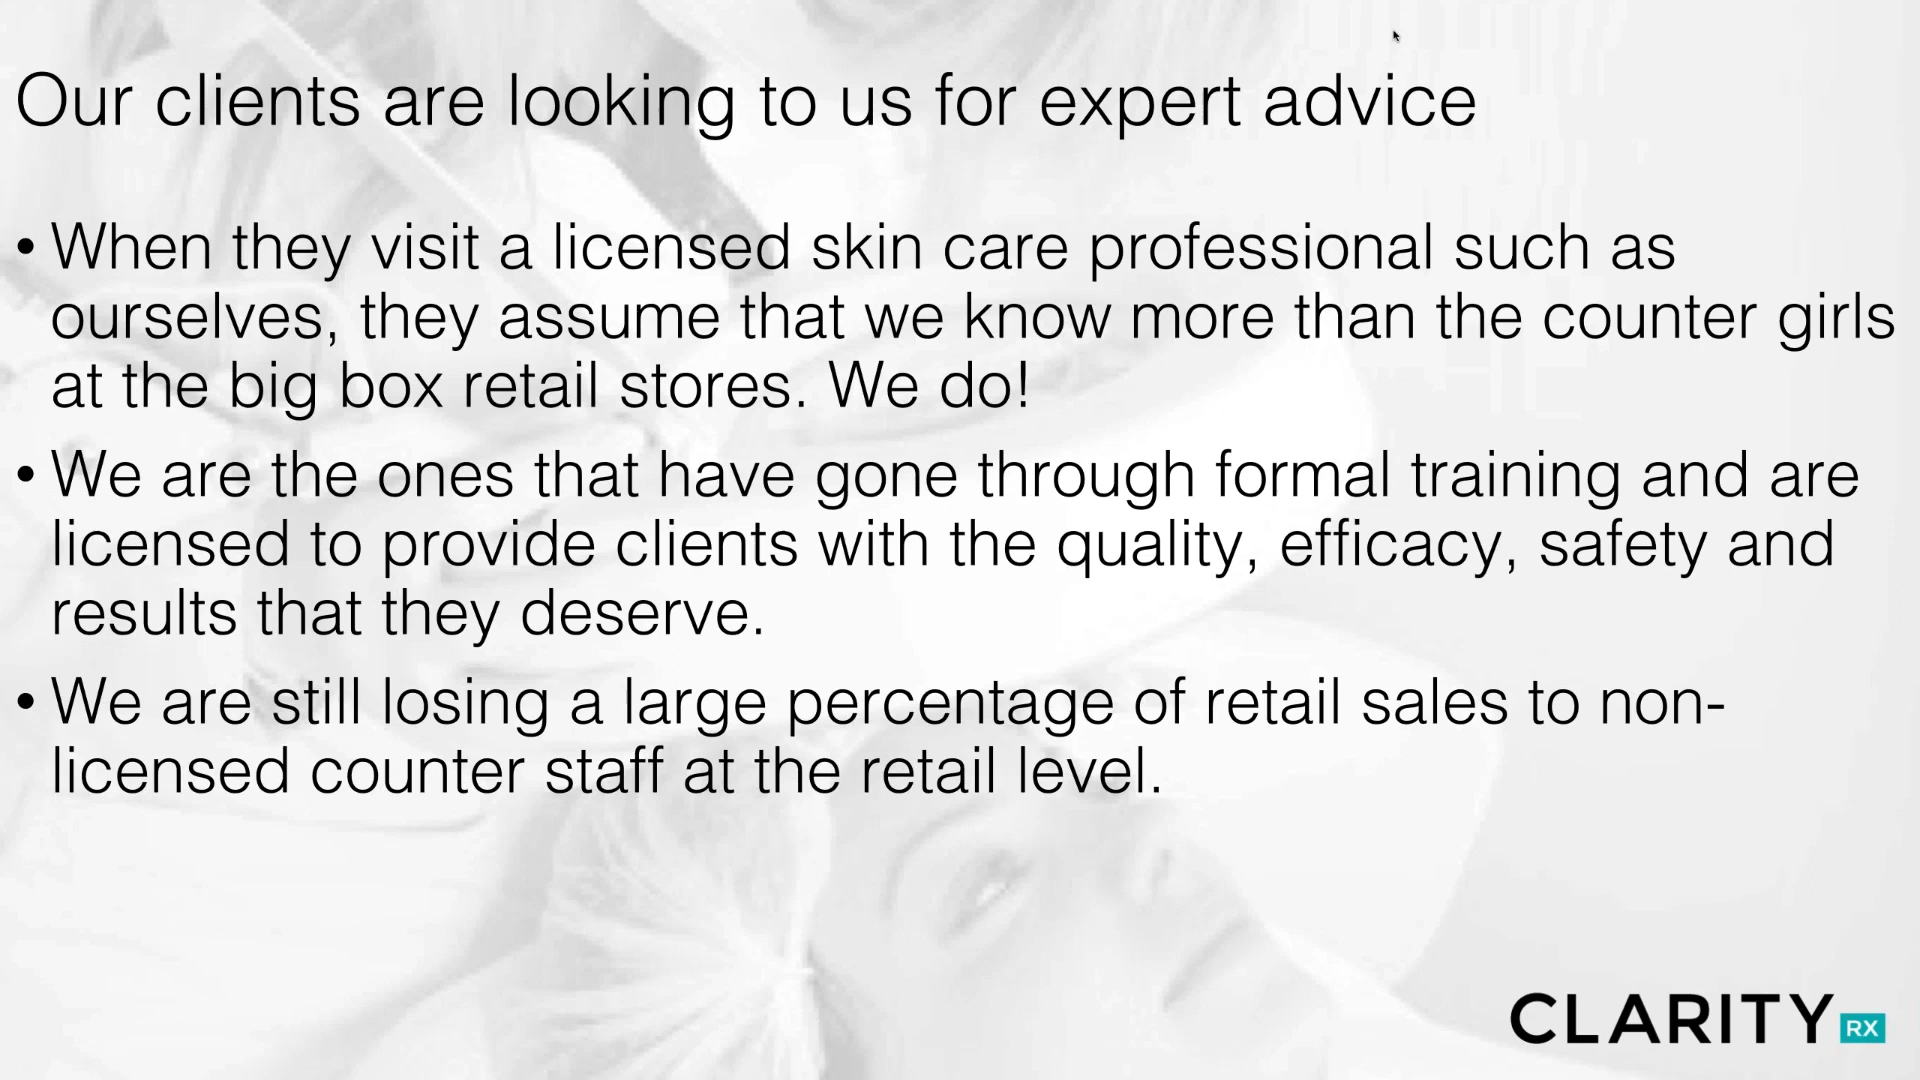 Our clients are looking to us for expert advice
• When they visit a licensed skin care professional such as
ourselves, they assume that we know more than the counter girls
at the big box retail stores. We do!
• We are the ones that have gone through formal training and are
licensed to provide clients with the quality, efficacy, safety and
results that they deserve.
• We are still losing a large percentage of retail sales to non-
licensed counter staff at the retail level.
CLARITY RX